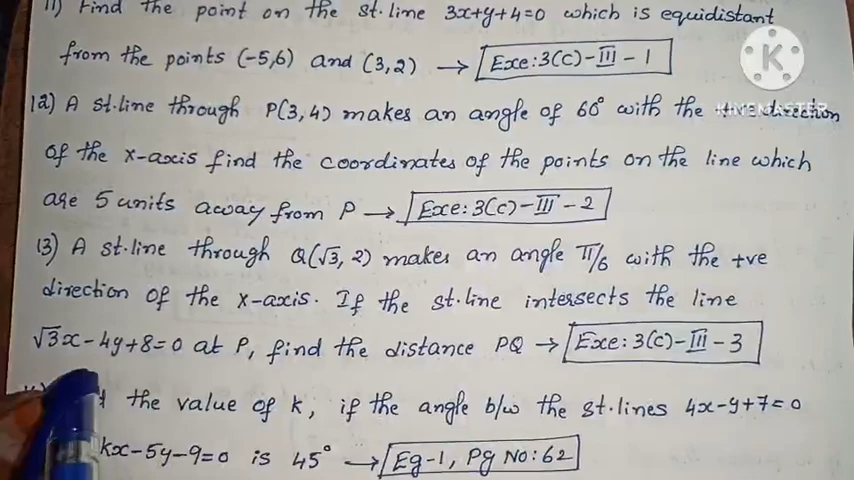 11) Find the point on the st.line 3x+y+4=0 which is equidistant
from the points (-5,6) and (3,2) → Exe:3(C)-III-1
K
KINEMASTER
12) A st.line through P(3,4) makes an angle of 60° with the +ve direction
of the x-axis find the coordinates of the points on the line which
are 5 units away from P → Exe:3(C)-III-2
13) A st.line through Q(√3, 2) makes an angle π/6 with the +ve
direction of the x-axis. If the st.line intersects the line
√3x-4y+8=0 at P, find the distance PQ → Exe:3(C)-III-3
the value of k, if the angle b/w the st.lines 4x-y+7=0
kx-5y-9=0 is 45° → Eg-1, Pg No:62